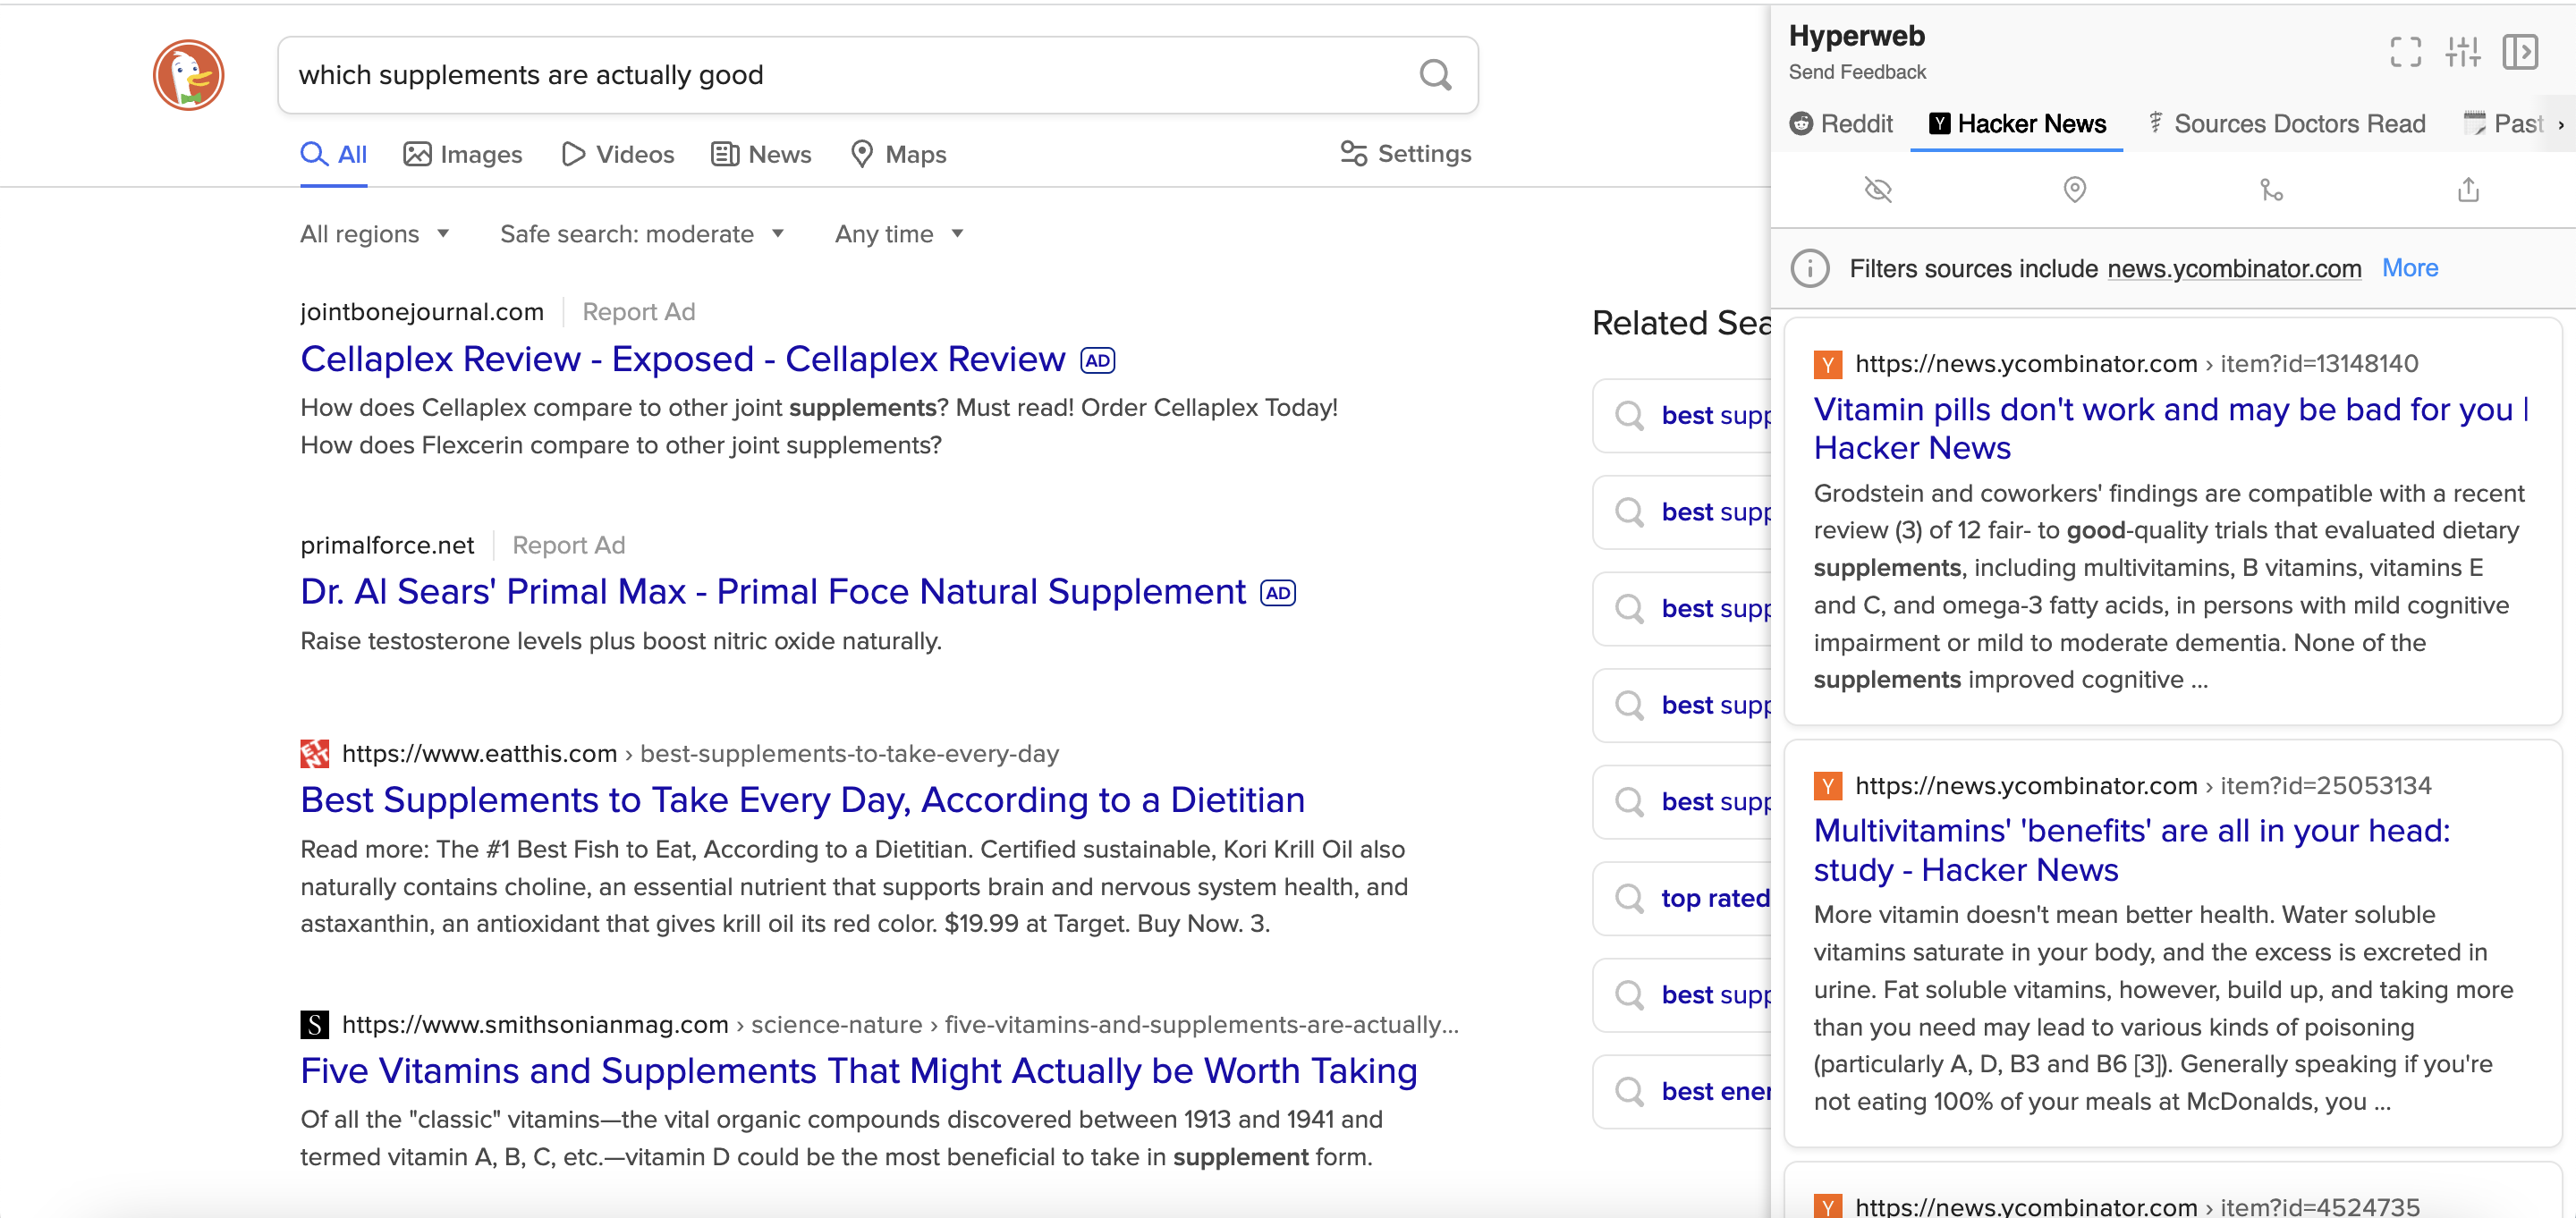 which supplements are actually good
All
Images
Videos
News
Maps
Settings
All regions
Safe search: moderate
Any time
jointbonejournal.com
Report Ad
Cellaplex Review - Exposed - Cellaplex Review AD
How does Cellaplex compare to other joint supplements? Must read! Order Cellaplex Today!
How does Flexcerin compare to other joint supplements?
primalforce.net
Report Ad
Dr. Al Sears' Primal Max - Primal Foce Natural Supplement AD
Raise testosterone levels plus boost nitric oxide naturally.
https://www.eatthis.com › best-supplements-to-take-every-day
Best Supplements to Take Every Day, According to a Dietitian
Read more: The #1 Best Fish to Eat, According to a Dietitian. Certified sustainable, Kori Krill Oil also
naturally contains choline, an essential nutrient that supports brain and nervous system health, and
astaxanthin, an antioxidant that gives krill oil its red color. $19.99 at Target. Buy Now. 3.
S https://www.smithsonianmag.com › science-nature › five-vitamins-and-supplements-are-actually...
Five Vitamins and Supplements That Might Actually be Worth Taking
Of all the "classic" vitamins—the vital organic compounds discovered between 1913 and 1941 and
termed vitamin A, B, C, etc.—vitamin D could be the most beneficial to take in supplement form.
Related Sea
best supp
best supp
best supp
best supp
best supp
top rated
best supp
best ener
Hyperweb
Send Feedback
Reddit
Y Hacker News
Sources Doctors Read
Past
Filters sources include news.ycombinator.com More
Y https://news.ycombinator.com › item?id=13148140
Vitamin pills don't work and may be bad for you |
Hacker News
Grodstein and coworkers' findings are compatible with a recent
review (3) of 12 fair- to good-quality trials that evaluated dietary
supplements, including multivitamins, B vitamins, vitamins E
and C, and omega-3 fatty acids, in persons with mild cognitive
impairment or mild to moderate dementia. None of the
supplements improved cognitive ...
Y https://news.ycombinator.com › item?id=25053134
Multivitamins' 'benefits' are all in your head:
study - Hacker News
More vitamin doesn't mean better health. Water soluble
vitamins saturate in your body, and the excess is excreted in
urine. Fat soluble vitamins, however, build up, and taking more
than you need may lead to various kinds of poisoning
(particularly A, D, B3 and B6 [3]). Generally speaking if you're
not eating 100% of your meals at McDonalds, you ...
Y https://news.ycombinator.com › item?id=4524735